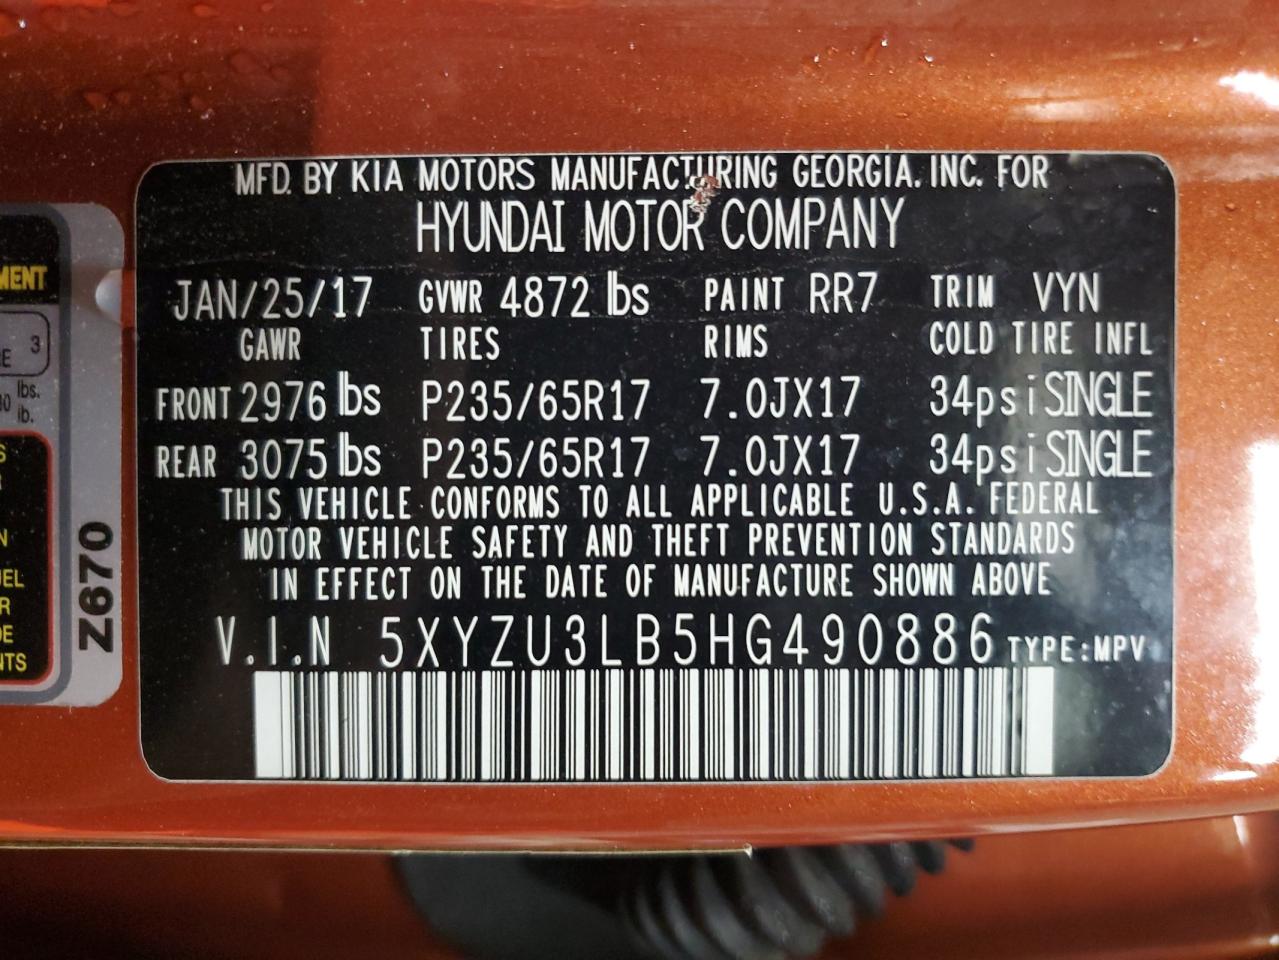 MFD. BY KIA MOTORS MANUFACTURING GEORGIA. INC. FOR
HYUNDAI MOTOR COMPANY
JAN/25/17 GVWR 4872 lbs PAINT RR7 TRIM VYN
GAWR TIRES RIMS COLD TIRE INFL
FRONT 2976 lbs P235/65R17 7.0JX17 34psi SINGLE
REAR 3075 lbs P235/65R17 7.0JX17 34psi SINGLE
THIS VEHICLE CONFORMS TO ALL APPLICABLE U.S.A. FEDERAL
MOTOR VEHICLE SAFETY AND THEFT PREVENTION STANDARDS
IN EFFECT ON THE DATE OF MANUFACTURE SHOWN ABOVE
V.I.N 5XYZU3LB5HG490886 TYPE:MPV
3
lbs.
lb.
Z670